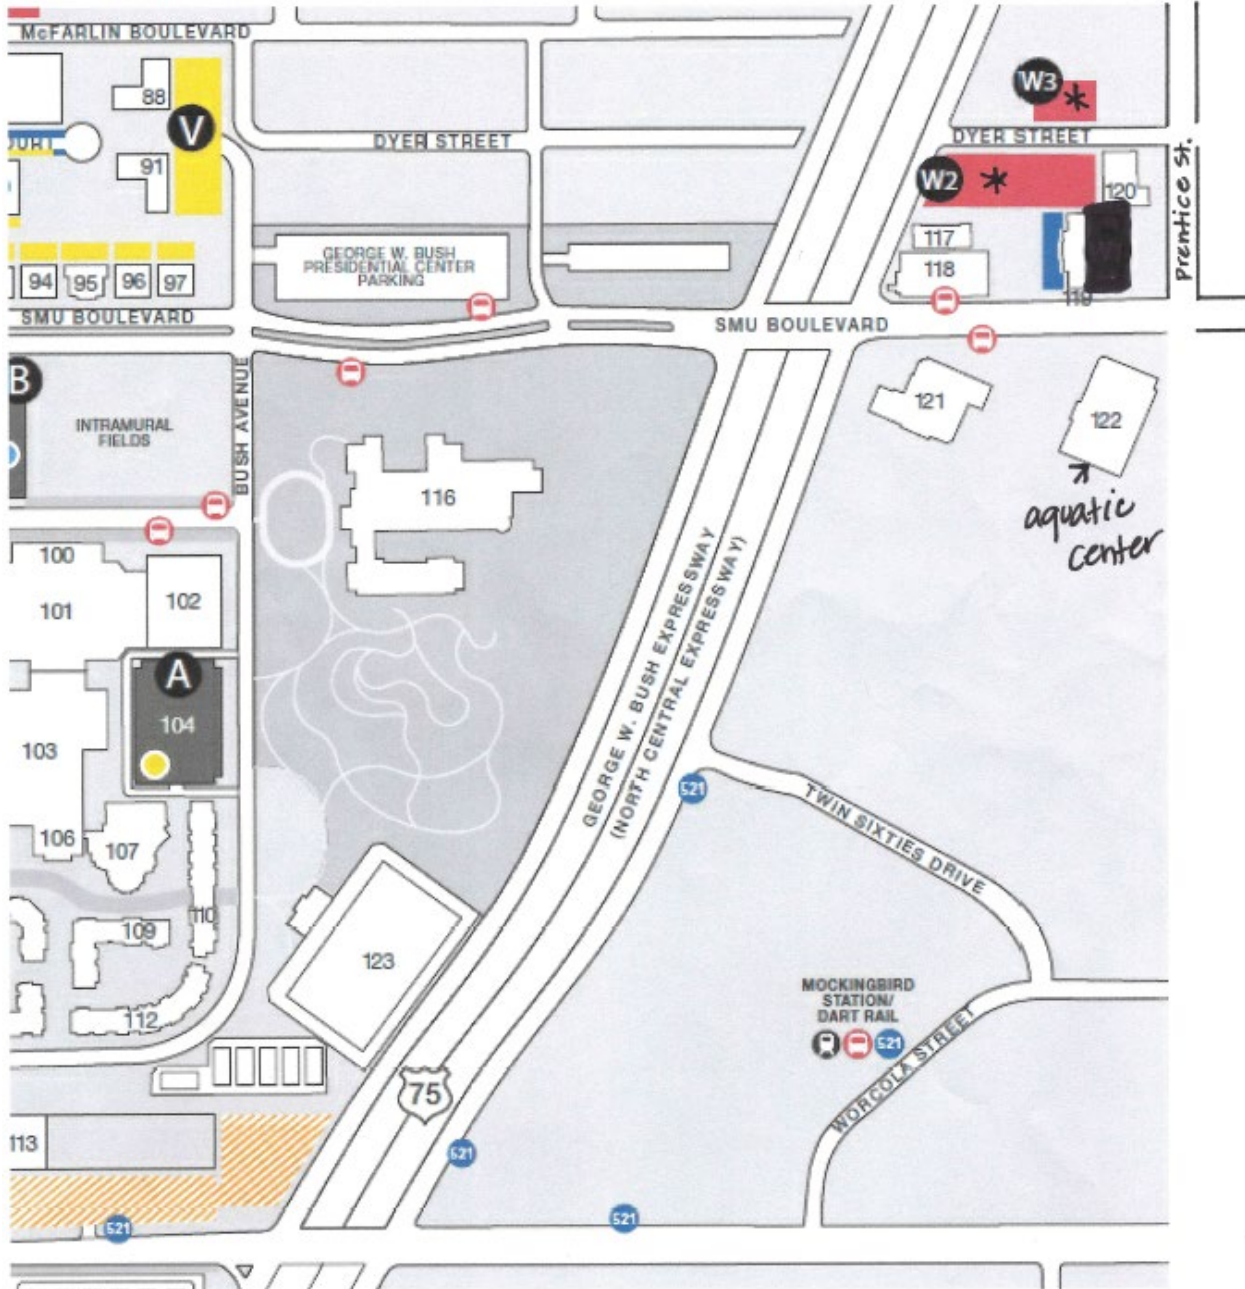 McFARLIN BOULEVARD
88
V
W3
*
DYER STREET
DYER STREET
Prentice St.
OURT
91
W2
*
120
117
118
119
GEORGE W. BUSH
PRESIDENTIAL CENTER
PARKING
94
95
96
97
SMU BOULEVARD
SMU BOULEVARD
B
INTRAMURAL
FIELDS
BUSH AVENUE
121
122
aquatic
center
116
100
101
102
A
104
103
106
107
110
109
112
GEORGE W. BUSH EXPRESSWAY
(NORTH CENTRAL EXPRESSWAY)
521
TWIN SIXTIES DRIVE
123
MOCKINGBIRD
STATION/
DART RAIL
521
WORCOLA STREET
75
113
521
521
521